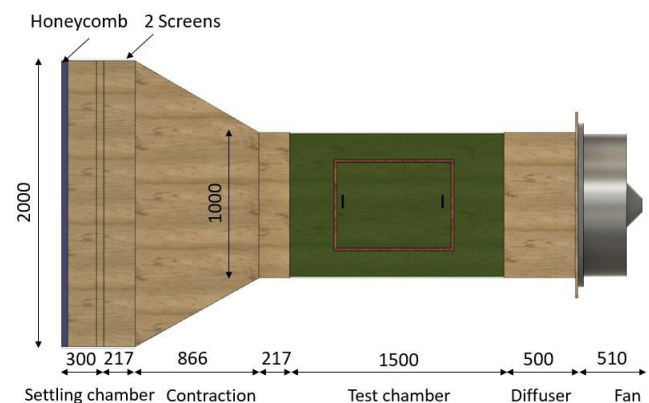 Honeycomb 2 Screens
2000
1000
300 217 866 217 1500 500 510
Settling chamber Contraction Test chamber Diffuser Fan